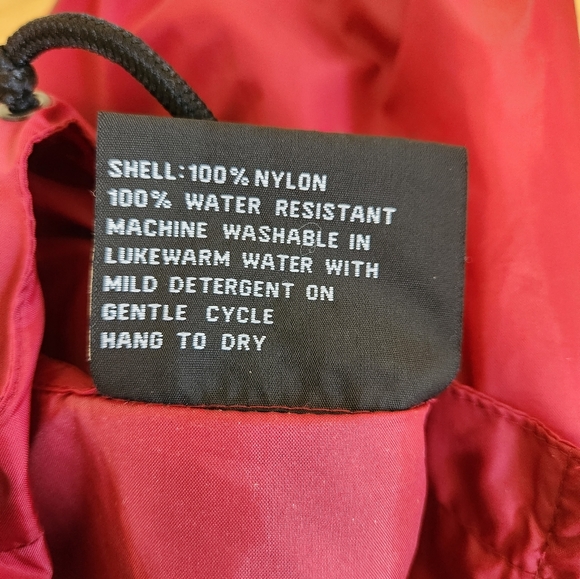 SHELL: 100% NYLON
100% WATER RESISTANT
MACHINE WASHABLE IN
LUKEWARM WATER WITH
MILD DETERGENT ON
GENTLE CYCLE
HANG TO DRY